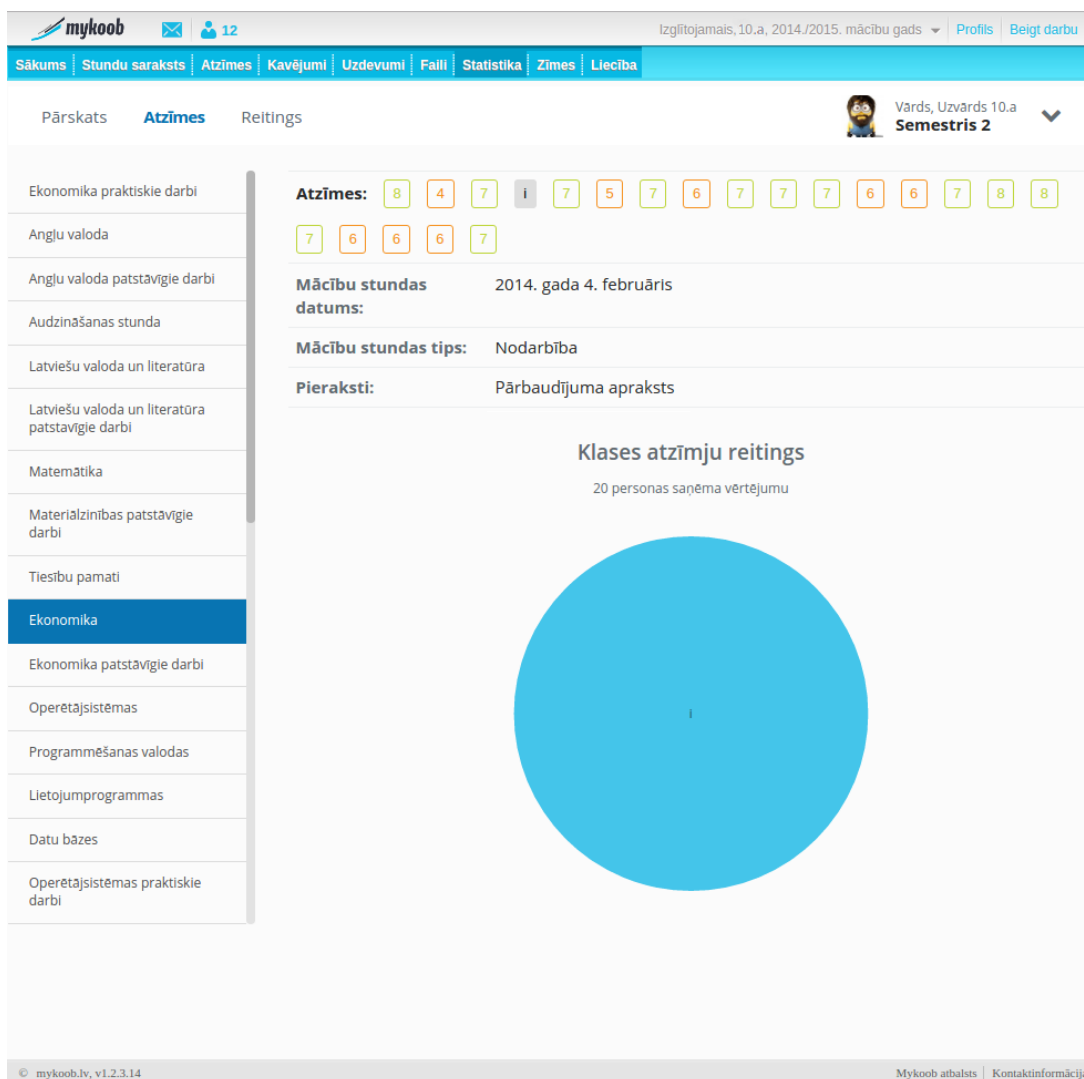 mykoob 12 Izglītojamais, 10.a, 2014./2015. mācību gads Profils Beigt darbu
Sākums Stundu saraksts Atzīmes Kavējumi Uzdevumi Faili Statistika Zīmes Liecība
Pārskats Atzīmes Reitings
Vārds, Uzvārds 10.a
Semestris 2
Ekonomika praktiskie darbi
Angļu valoda
Angļu valoda patstāvīgie darbi
Audzināšanas stunda
Latviešu valoda un literatūra
Latviešu valoda un literatūra
patstavīgie darbi
Matemātika
Materiālzinības patstāvīgie
darbi
Tiesību pamati
Ekonomika
Ekonomika patstāvīgie darbi
Operētājsistēmas
Programmēšanas valodas
Lietojumprogrammas
Datu bāzes
Operētājsistēmas praktiskie
darbi
Atzīmes: 8 4 7 i 7 5 7 6 7 7 7 6 6 7 8 8
7 6 6 6 7
Mācību stundas
datums:
2014. gada 4. februāris
Mācību stundas tips: Nodarbība
Pieraksti: Pārbaudījuma apraksts
Klases atzīmju reitings
20 personas saņēma vērtējumu
i
© mykoob.lv, v1.2.3.14 Mykoob atbalsts Kontaktinformācija